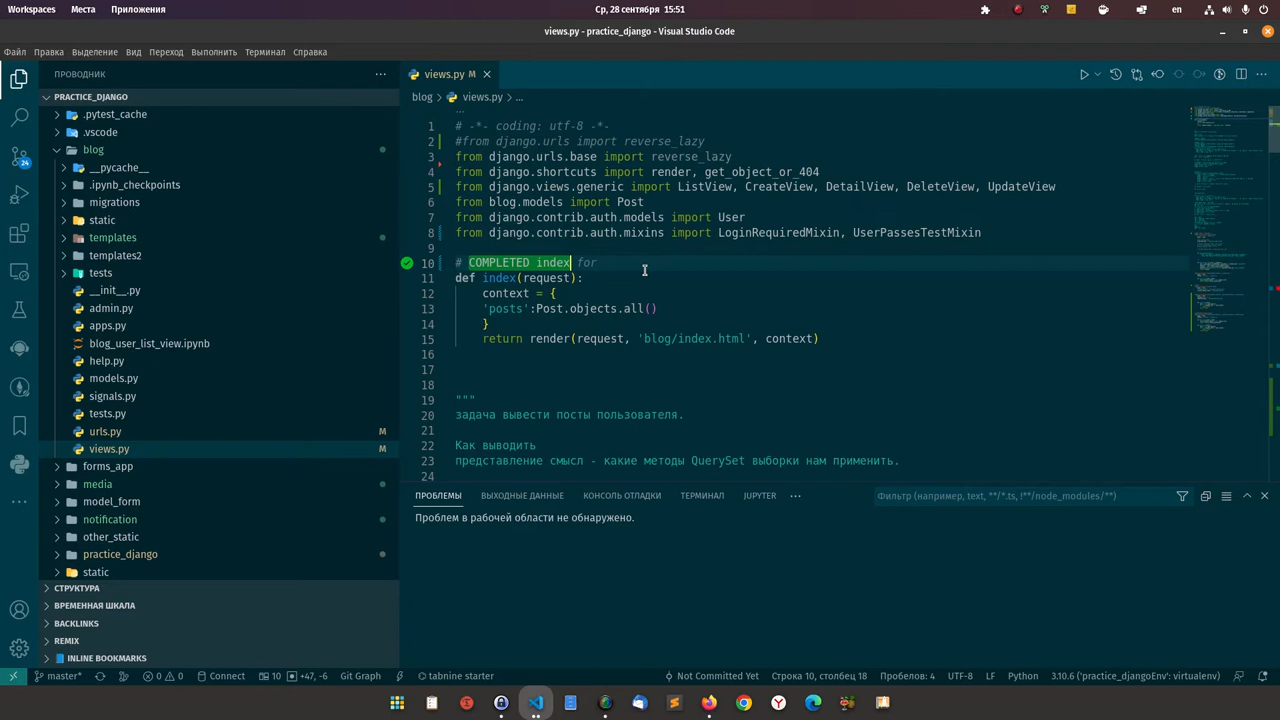 Workspaces Места Приложения Ср, 28 сентября 15:51 en
views.py - practice_django - Visual Studio Code
Файл Правка Выделение Вид Переход Выполнить Терминал Справка
ПРОВОДНИК
PRACTICE_DJANGO
.pytest_cache
.vscode
blog
__pycache__
.ipynb_checkpoints
migrations
static
templates
templates2
tests
__init__.py
admin.py
apps.py
blog_user_list_view.ipynb
help.py
models.py
signals.py
tests.py
urls.py M
views.py M
forms_app
media
model_form
notification
other_static
practice_django
static
СТРУКТУРА
ВРЕМЕННАЯ ШКАЛА
BACKLINKS
REMIX
INLINE BOOKMARKS
24
views.py M
blog > views.py > ...
1 # -*- coding: utf-8 -*-
2 #from django.urls import reverse_lazy
3 from django.urls.base import reverse_lazy
4 from django.shortcuts import render, get_object_or_404
5 from django.views.generic import ListView, CreateView, DetailView, DeleteView, UpdateView
6 from blog.models import Post
7 from django.contrib.auth.models import User
8 from django.contrib.auth.mixins import LoginRequiredMixin, UserPassesTestMixin
9
10 # COMPLETED index for
11 def index(request):
12 context = {
13 'posts':Post.objects.all()
14 }
15 return render(request, 'blog/index.html', context)
16
17
18
19 """
20 задача вывести посты пользователя.
21
22 Как выводить
23 представление смысл - какие методы QuerySet выборки нам применить.
24
ПРОБЛЕМЫ ВЫХОДНЫЕ ДАННЫЕ КОНСОЛЬ ОТЛАДКИ ТЕРМИНАЛ JUPYTER ... Фильтр (например, text, **/*.ts, !**/node_modules/**)
Проблем в рабочей области не обнаружено.
master* 0 0 Connect 10 +47, -6 Git Graph tabnine starter Not Committed Yet Строка 10, столбец 18 Пробелов: 4 UTF-8 LF Python 3.10.6 ('practice_djangoEnv': virtualenv)